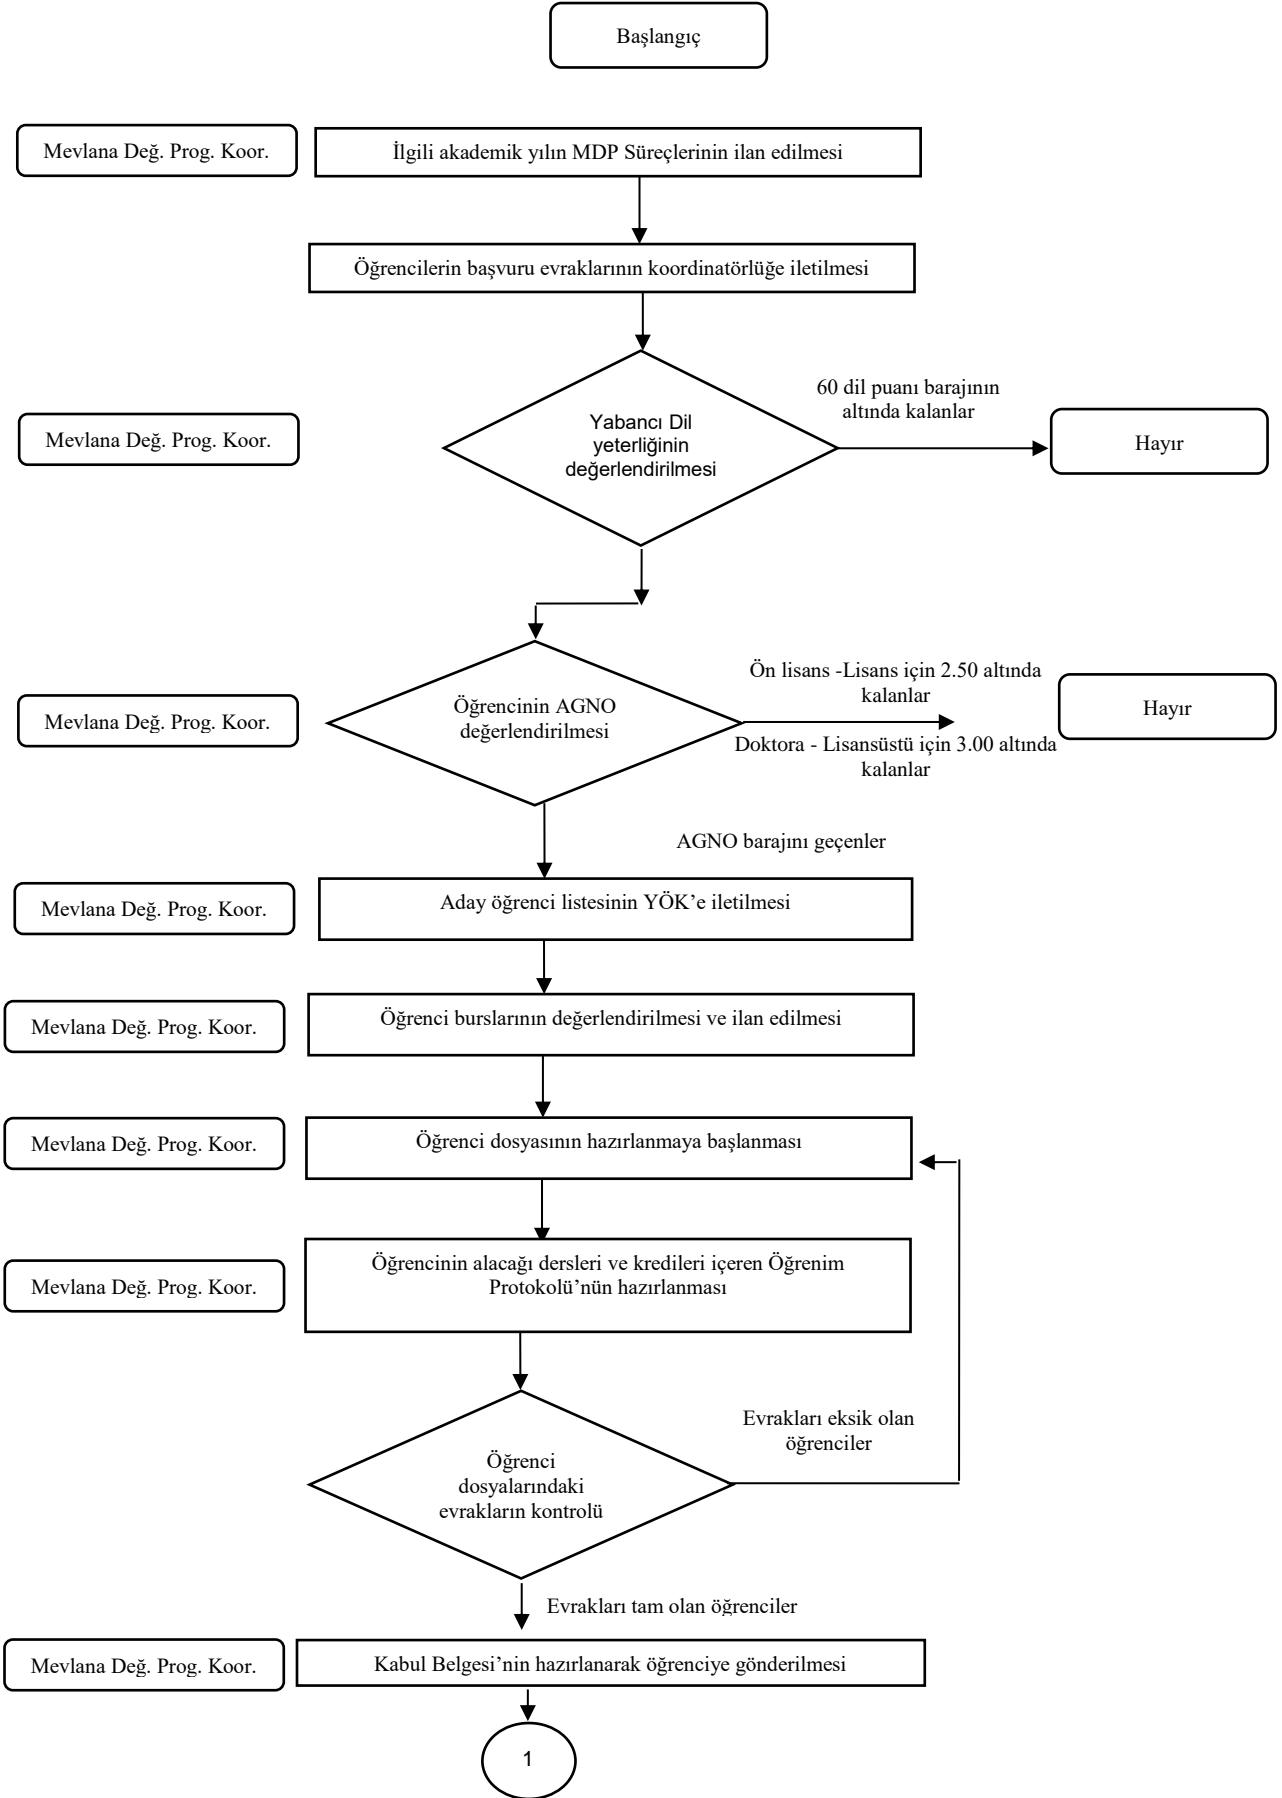 Başlangıç
Mevlana Değ. Prog. Koor.
İlgili akademik yılın MDP Süreçlerinin ilan edilmesi
Öğrencilerin başvuru evraklarının koordinatörlüğe iletilmesi
60 dil puanı barajının
altında kalanlar
Mevlana Değ. Prog. Koor.
Yabancı Dil
yeterliğinin
değerlendirilmesi
Hayır
Mevlana Değ. Prog. Koor.
Öğrencinin AGNO
değerlendirilmesi
Ön lisans -Lisans için 2.50 altında
kalanlar
Doktora - Lisansüstü için 3.00 altında
kalanlar
Hayır
AGNO barajını geçenler
Mevlana Değ. Prog. Koor.
Aday öğrenci listesinin YÖK’e iletilmesi
Mevlana Değ. Prog. Koor.
Öğrenci burslarının değerlendirilmesi ve ilan edilmesi
Mevlana Değ. Prog. Koor.
Öğrenci dosyasının hazırlanmaya başlanması
Mevlana Değ. Prog. Koor.
Öğrencinin alacağı dersleri ve kredileri içeren Öğrenim
Protokolü’nün hazırlanması
Evrakları eksik olan
öğrenciler
Öğrenci
dosyalarındaki
evrakların kontrolü
Evrakları tam olan öğrenciler
Mevlana Değ. Prog. Koor.
Kabul Belgesi’nin hazırlanarak öğrenciye gönderilmesi
1